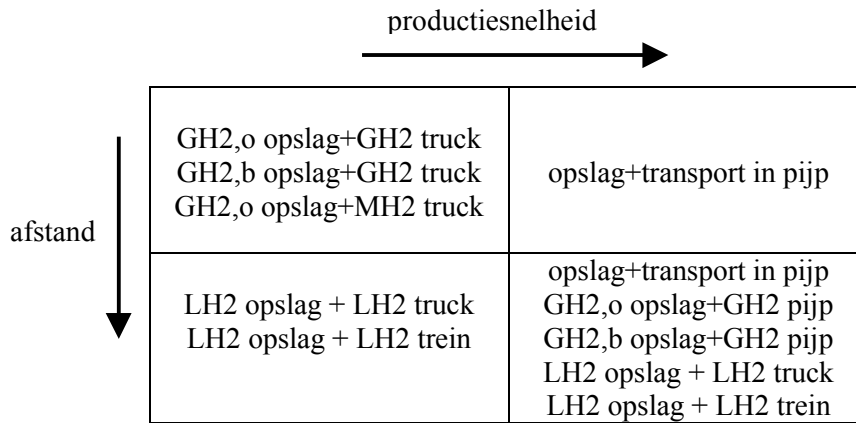 productiesnelheid
GH2,o opslag+GH2 truck
GH2,b opslag+GH2 truck
GH2,o opslag+MH2 truck
opslag+transport in pijp
afstand
LH2 opslag + LH2 truck
LH2 opslag + LH2 trein
opslag+transport in pijp
GH2,o opslag+GH2 pijp
GH2,b opslag+GH2 pijp
LH2 opslag + LH2 truck
LH2 opslag + LH2 trein